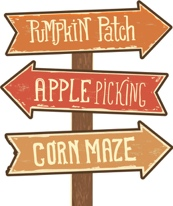 Pumpkin Patch
APPLE PICKING
CORN MAZE